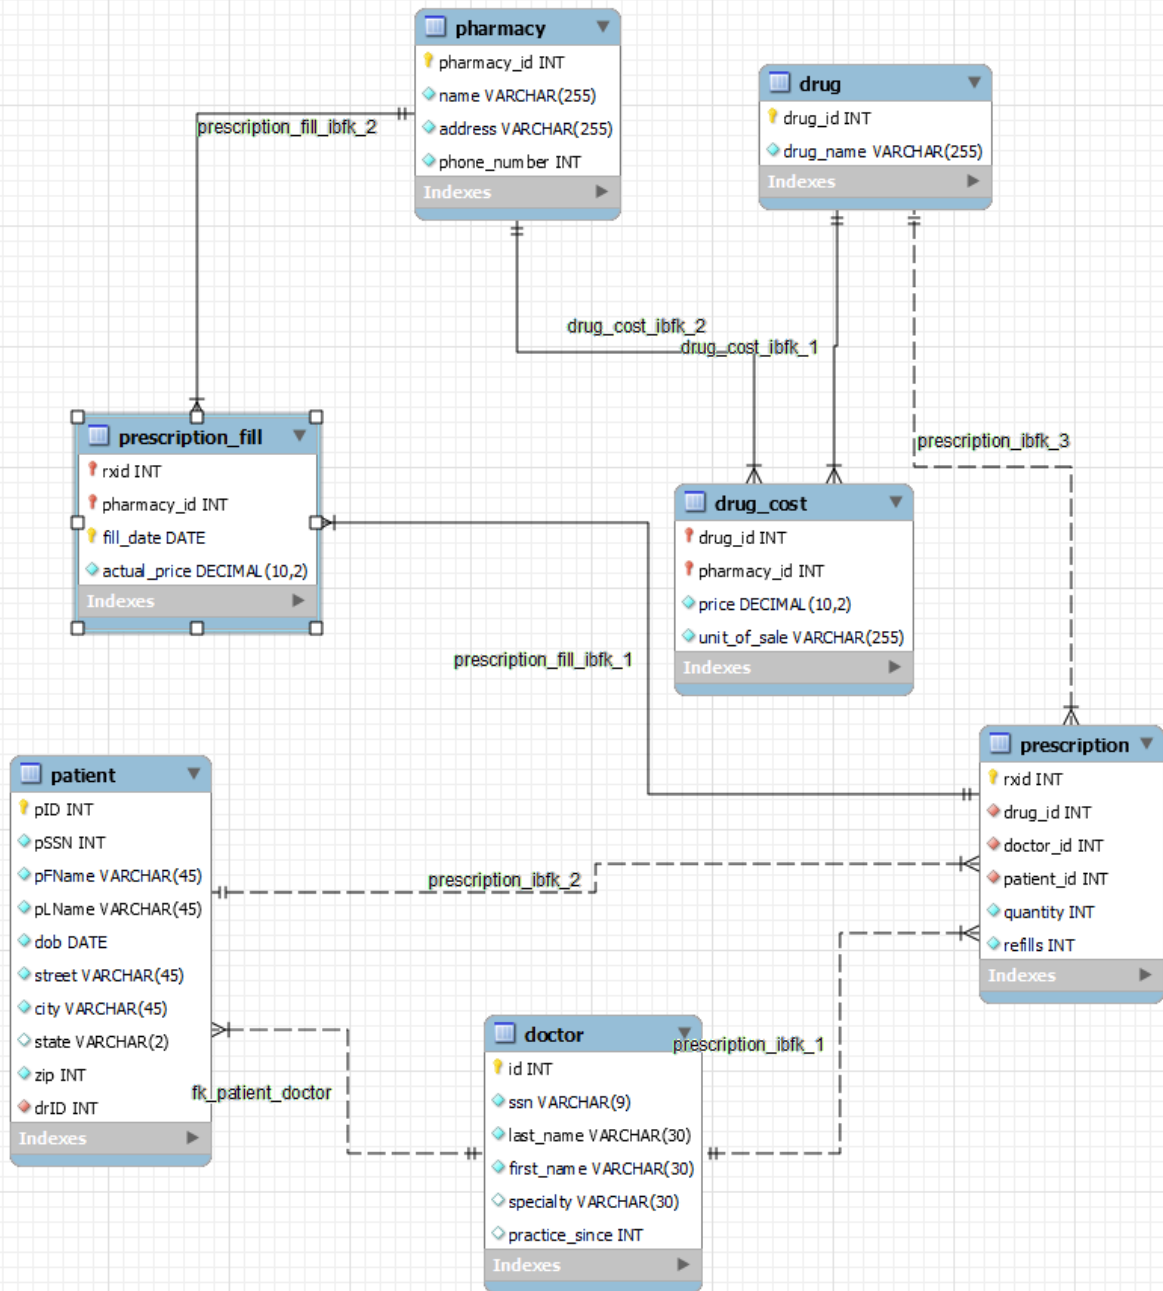 pharmacy
pharmacy_id INT
name VARCHAR(255)
address VARCHAR(255)
phone_number INT
Indexes
drug
drug_id INT
drug_name VARCHAR(255)
Indexes
prescription_fill_ibfk_2
drug_cost_ibfk_2
drug_cost_ibfk_1
prescription_ibfk_3
prescription_fill
rxid INT
pharmacy_id INT
fill_date DATE
actual_price DECIMAL(10,2)
Indexes
drug_cost
drug_id INT
pharmacy_id INT
price DECIMAL(10,2)
unit_of_sale VARCHAR(255)
Indexes
prescription_fill_ibfk_1
prescription
rxid INT
drug_id INT
doctor_id INT
patient_id INT
quantity INT
refills INT
Indexes
patient
pID INT
pSSN INT
pFName VARCHAR(45)
pLName VARCHAR(45)
dob DATE
street VARCHAR(45)
city VARCHAR(45)
state VARCHAR(2)
zip INT
drID INT
Indexes
prescription_ibfk_2
fk_patient_doctor
prescription_ibfk_1
doctor
id INT
ssn VARCHAR(9)
last_name VARCHAR(30)
first_name VARCHAR(30)
specialty VARCHAR(30)
practice_since INT
Indexes